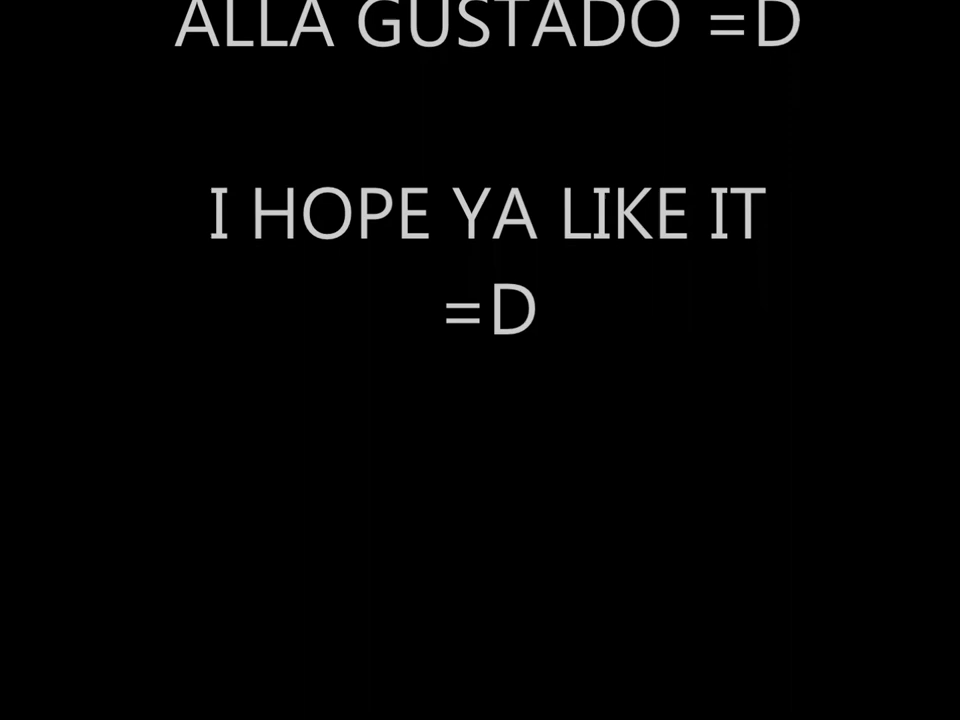 ALLA GUSTADO =D
I HOPE YA LIKE IT
=D